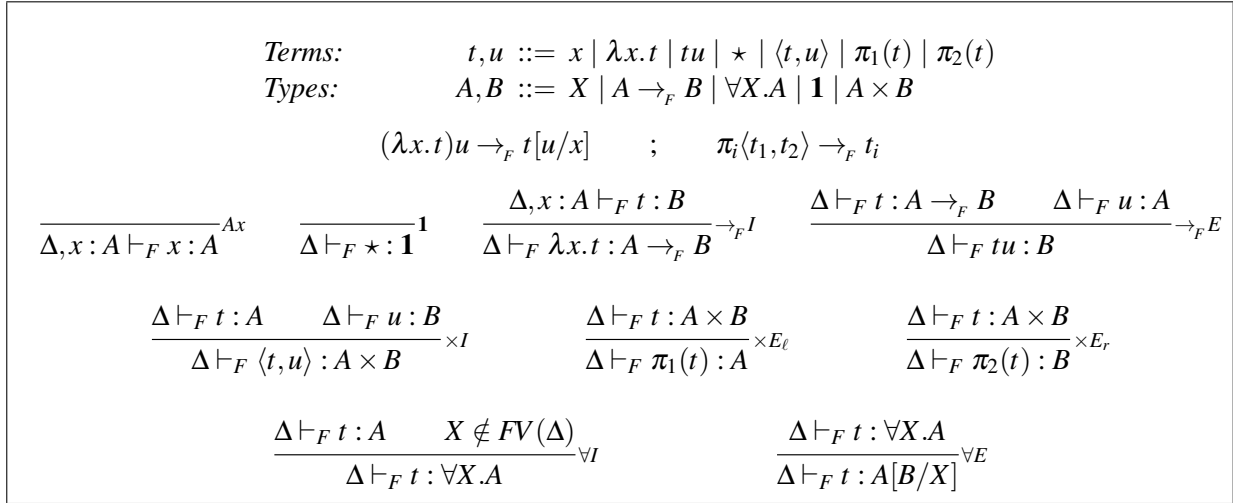 Terms: t,u ::= x | λx.t | tu | ⋆ | ⟨t,u⟩ | π₁(t) | π₂(t)
Types: A,B ::= X | A →_F B | ∀X.A | 𝟏 | A × B
(λx.t)u →_F t[u/x] ; π_i⟨t₁,t₂⟩ →_F t_i
Δ,x : A ⊢_F t : B Δ ⊢_F t : A →_F B Δ ⊢_F u : A
Δ,x : A ⊢_F x : A Ax Δ ⊢_F ⋆ : 𝟏 𝟏 Δ ⊢_F λx.t : A →_F B →_F I Δ ⊢_F tu : B →_F E
Δ ⊢_F t : A Δ ⊢_F u : B Δ ⊢_F t : A × B Δ ⊢_F t : A × B
Δ ⊢_F ⟨t,u⟩ : A × B ×I Δ ⊢_F π₁(t) : A ×E_ℓ Δ ⊢_F π₂(t) : B ×E_r
Δ ⊢_F t : A X ∉ FV(Δ) Δ ⊢_F t : ∀X.A
Δ ⊢_F t : ∀X.A ∀I Δ ⊢_F t : A[B/X] ∀E